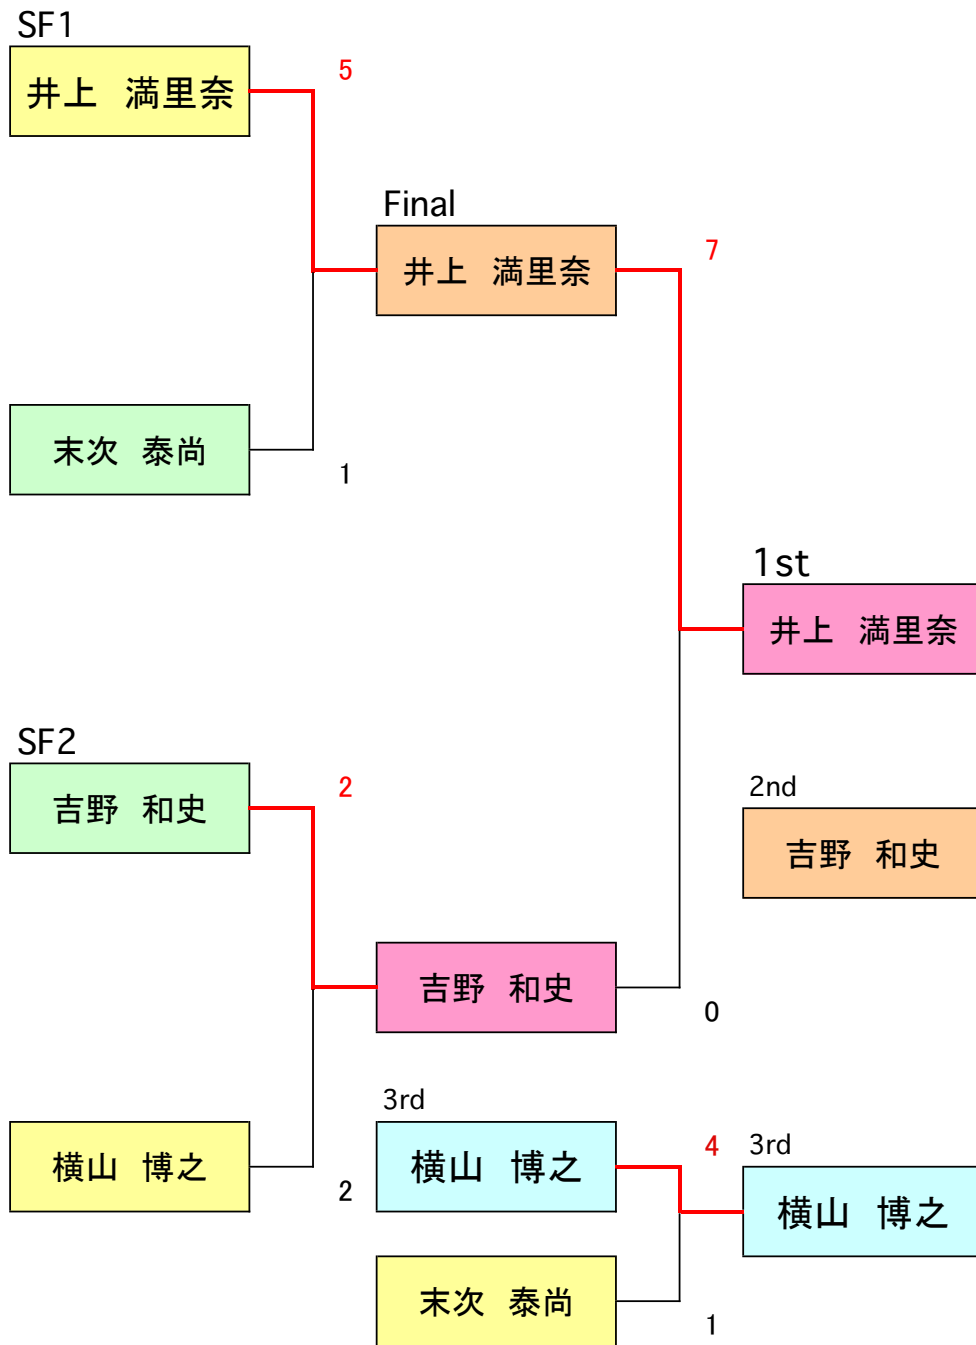 SF1
井上　満里奈
5
Final
井上　満里奈
7
末次　泰尚
1
1st
井上　満里奈
SF2
吉野　和史
2
2nd
吉野　和史
吉野　和史
0
3rd
横山　博之
2
横山　博之
4
3rd
横山　博之
末次　泰尚
1